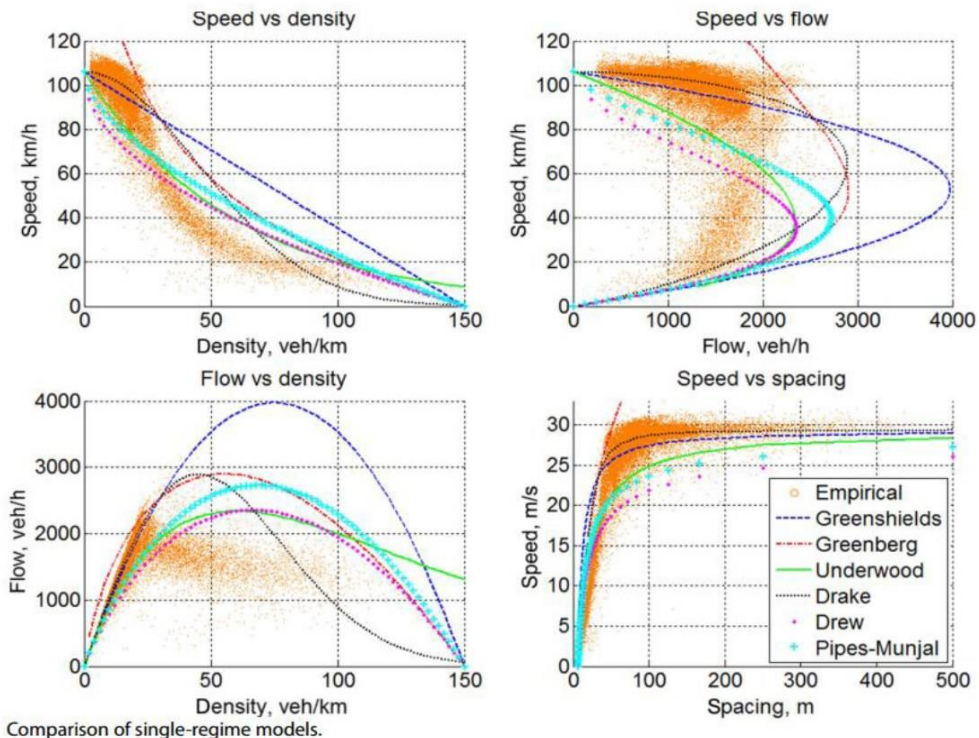 Speed vs density
120
100
80
60
40
20
0
Speed, km/h
0 50 100 150
Density, veh/km
Speed vs flow
120
100
80
60
40
20
0
Speed, km/h
0 1000 2000 3000 4000
Flow, veh/h
Flow vs density
4000
3000
2000
1000
0
Flow, veh/h
0 50 100 150
Density, veh/km
Speed vs spacing
30
25
20
15
10
5
0
Speed, m/s
0 100 200 300 400 500
Spacing, m
Empirical
Greenshields
Greenberg
Underwood
Drake
Drew
Pipes-Munjal
Comparison of single-regime models.